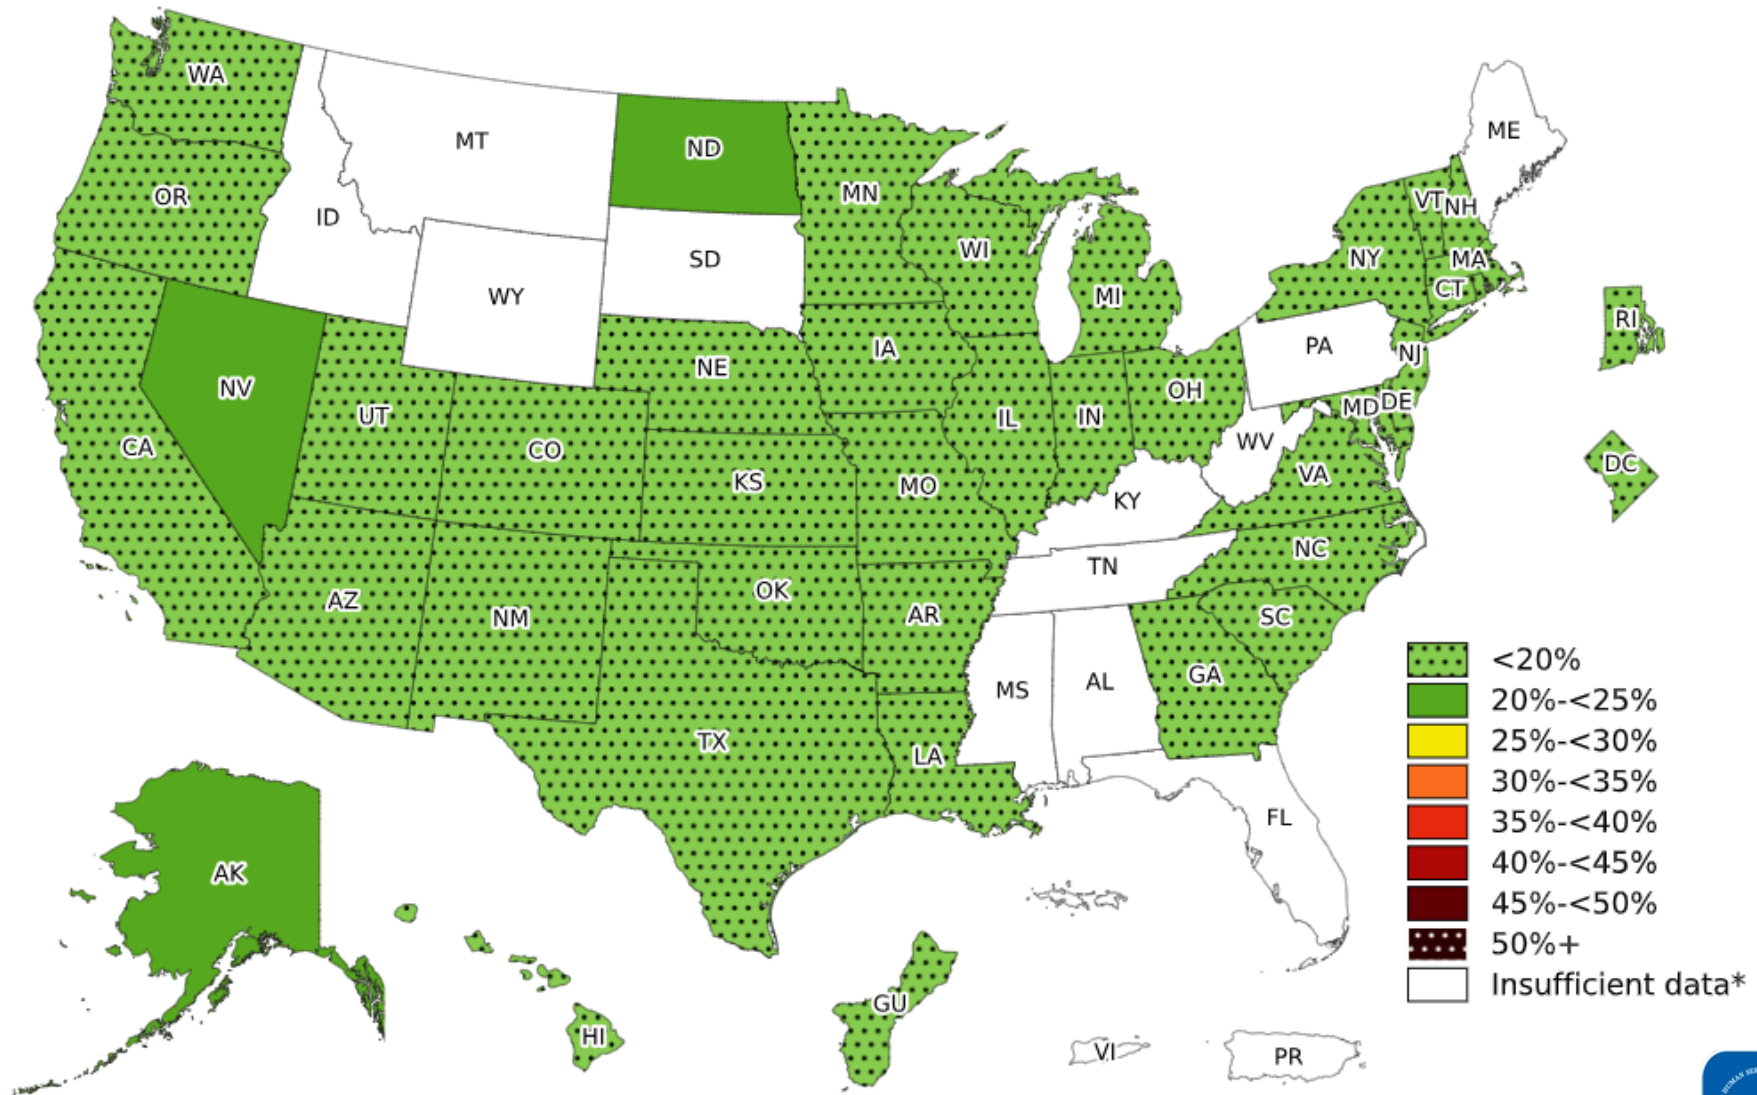 WA
MT
ND
MN
ME
OR
ID
SD
WY
WI
MI
VT
NH
NY
MA
CT
RI
NV
UT
CA
CO
NE
IA
KS
MO
IL
IN
OH
PA
NJ
MD
DE
WV
VA
DC
KY
NC
TN
AZ
NM
OK
AR
SC
MS
AL
GA
TX
LA
FL
AK
HI
GU
VI
PR
<20%
20%-<25%
25%-<30%
30%-<35%
35%-<40%
40%-<45%
45%-<50%
50%+
Insufficient data*
HUMAN SER